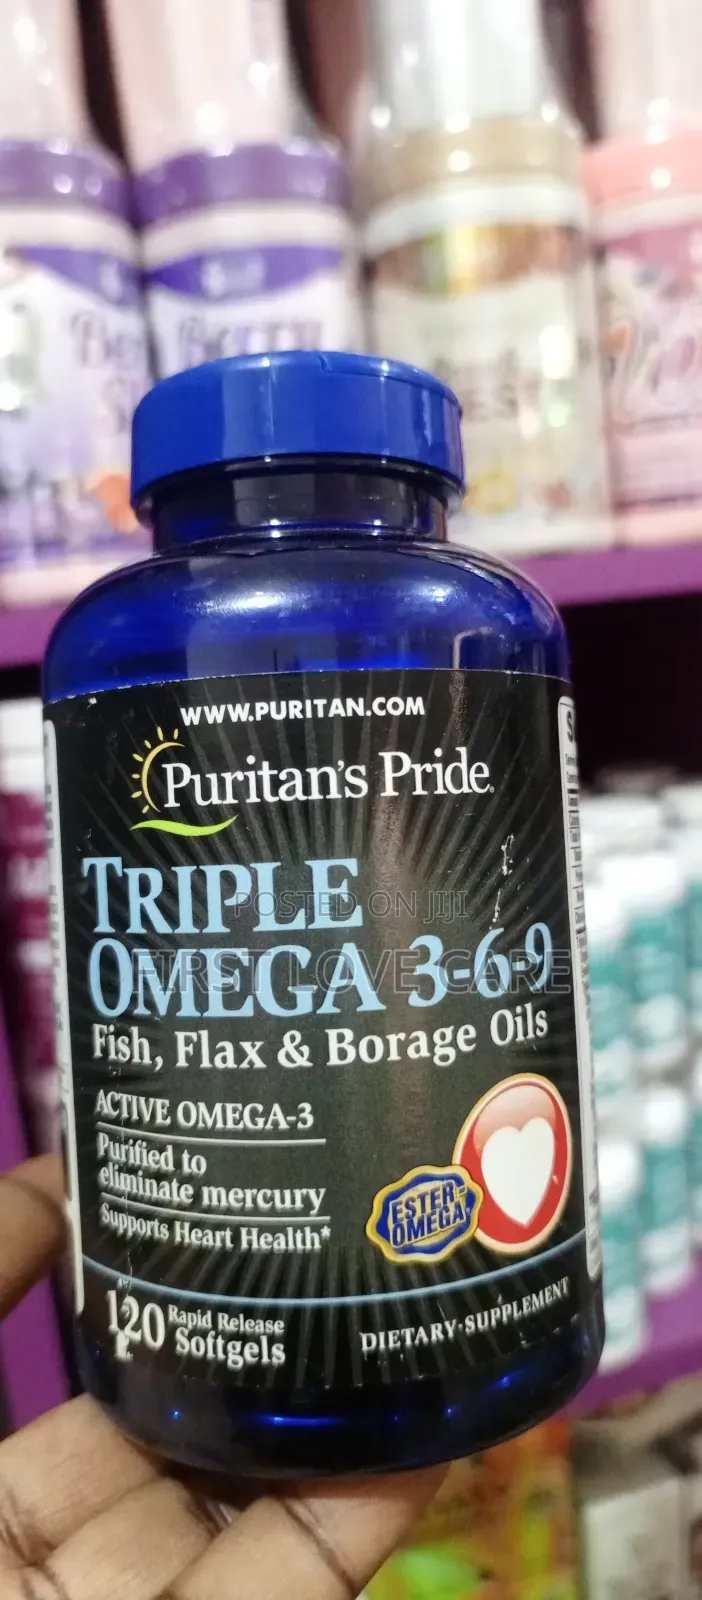 WWW.PURITAN.COM
Puritan's Pride
TRIPLE
POSTED ON JIJI
OMEGA 3-6-9
FIRST LOVE CARE
Fish, Flax & Borage Oils
ACTIVE OMEGA-3
Purified to
eliminate mercury
Supports Heart Health*
ESTER-
OMEGA®
120 Rapid Release
Softgels
DIETARY SUPPLEMENT